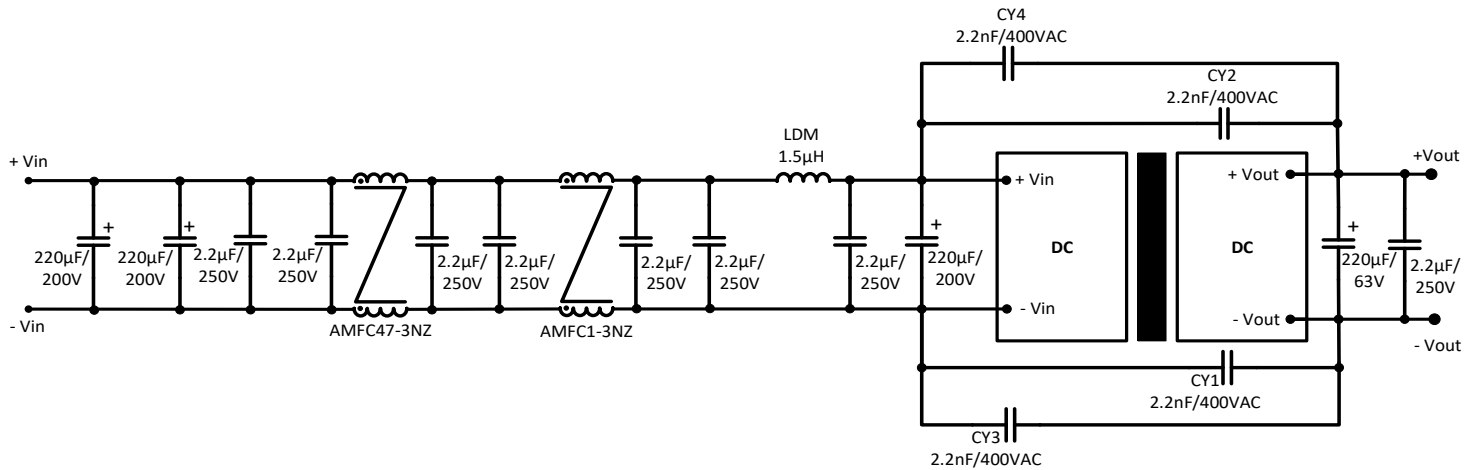 CY4
2.2nF/400VAC
CY2
2.2nF/400VAC
LDM
1.5µH
+ Vin
+ Vin
+ Vout
+Vout
+
+
+
+
220µF/
200V
220µF/
200V
2.2µF/
250V
2.2µF/
250V
2.2µF/
250V
2.2µF/
250V
2.2µF/
250V
2.2µF/
250V
2.2µF/
250V
220µF/
200V
DC
DC
220µF/
63V
2.2µF/
250V
- Vin
- Vin
- Vout
- Vout
AMFC47-3NZ
AMFC1-3NZ
CY1
2.2nF/400VAC
CY3
2.2nF/400VAC